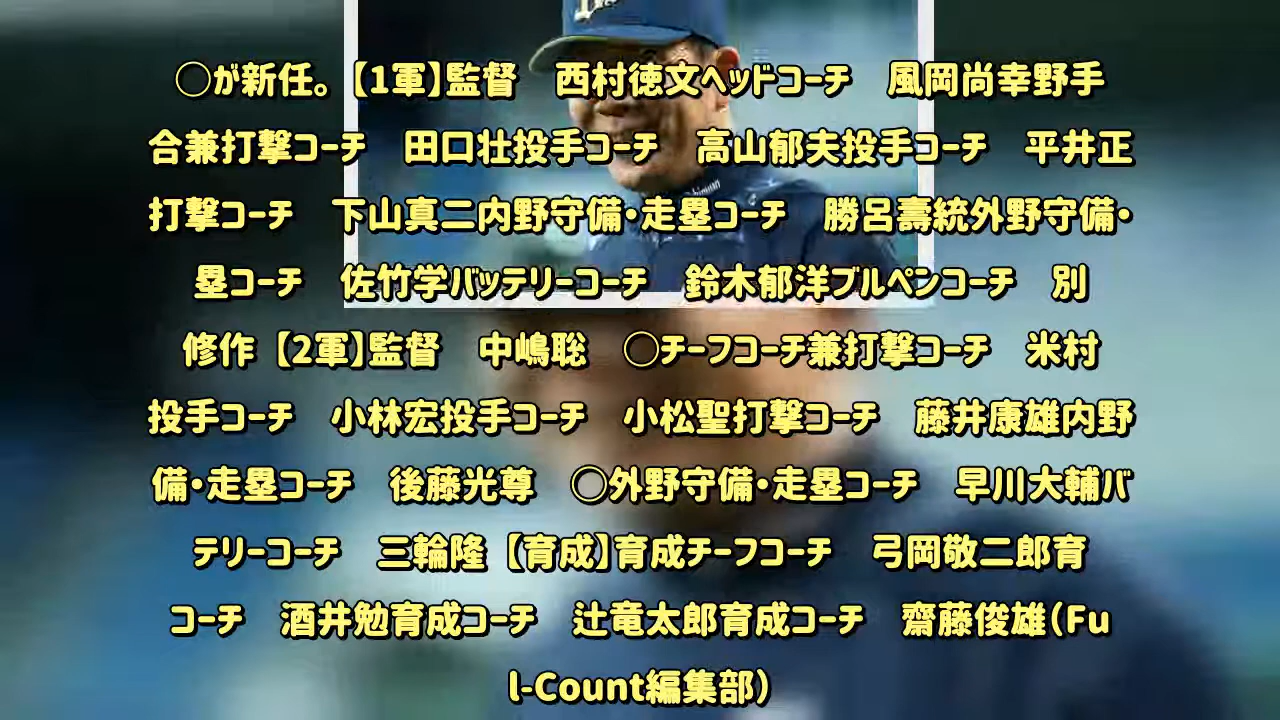 ◯が新任。【1軍】監督　西村徳文ヘッドコーチ　風岡尚幸野手
合兼打撃コーチ　田口壮投手コーチ　高山郁夫投手コーチ　平井正
打撃コーチ　下山真二内野守備・走塁コーチ　勝呂壽統外野守備・
塁コーチ　佐竹学バッテリーコーチ　鈴木郁洋ブルペンコーチ　別
修作【2軍】監督　中嶋聡　◯チーフコーチ兼打撃コーチ　米村
投手コーチ　小林宏投手コーチ　小松聖打撃コーチ　藤井康雄内野
備・走塁コーチ　後藤光尊　◯外野守備・走塁コーチ　早川大輔バ
テリーコーチ　三輪隆【育成】育成チーフコーチ　弓岡敬二郎育
コーチ　酒井勉育成コーチ　辻竜太郎育成コーチ　齋藤俊雄（Fu
l-Count編集部）